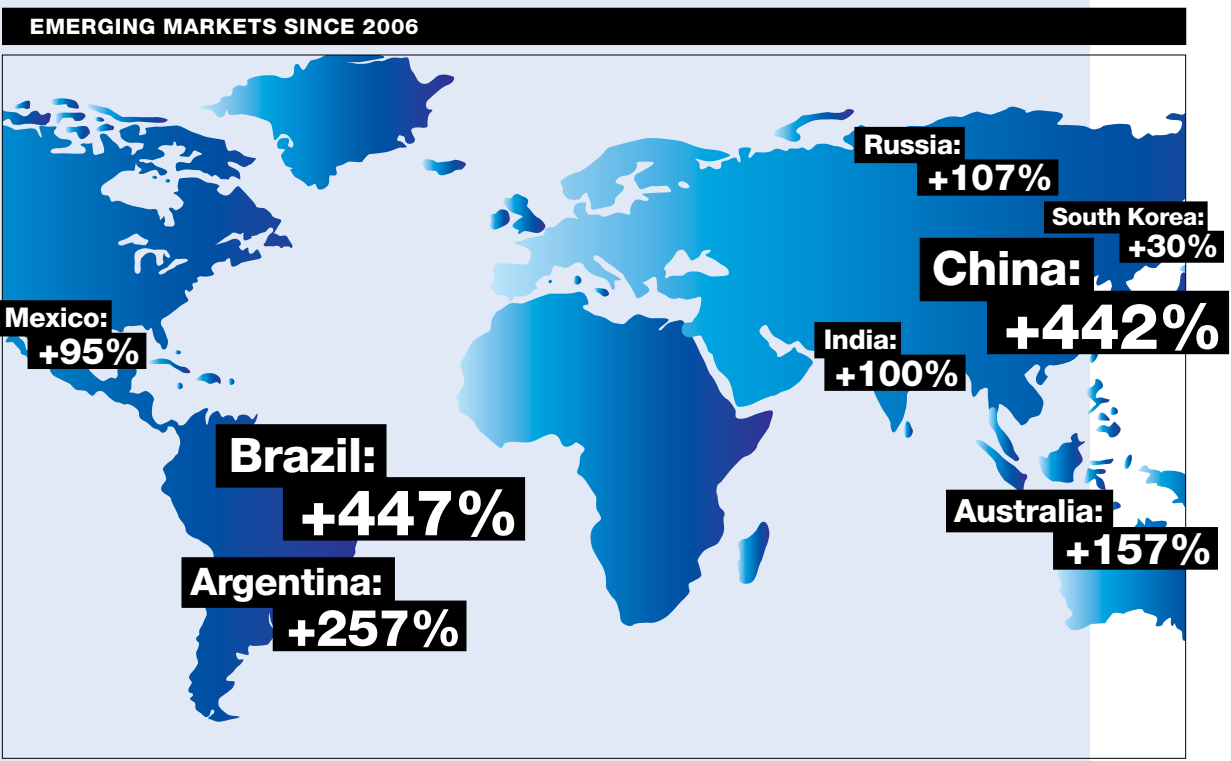 EMERGING MARKETS SINCE 2006
Russia:
+107%
South Korea:
+30%
China:
+442%
Mexico:
+95%
India:
+100%
Brazil:
+447%
Australia:
+157%
Argentina:
+257%